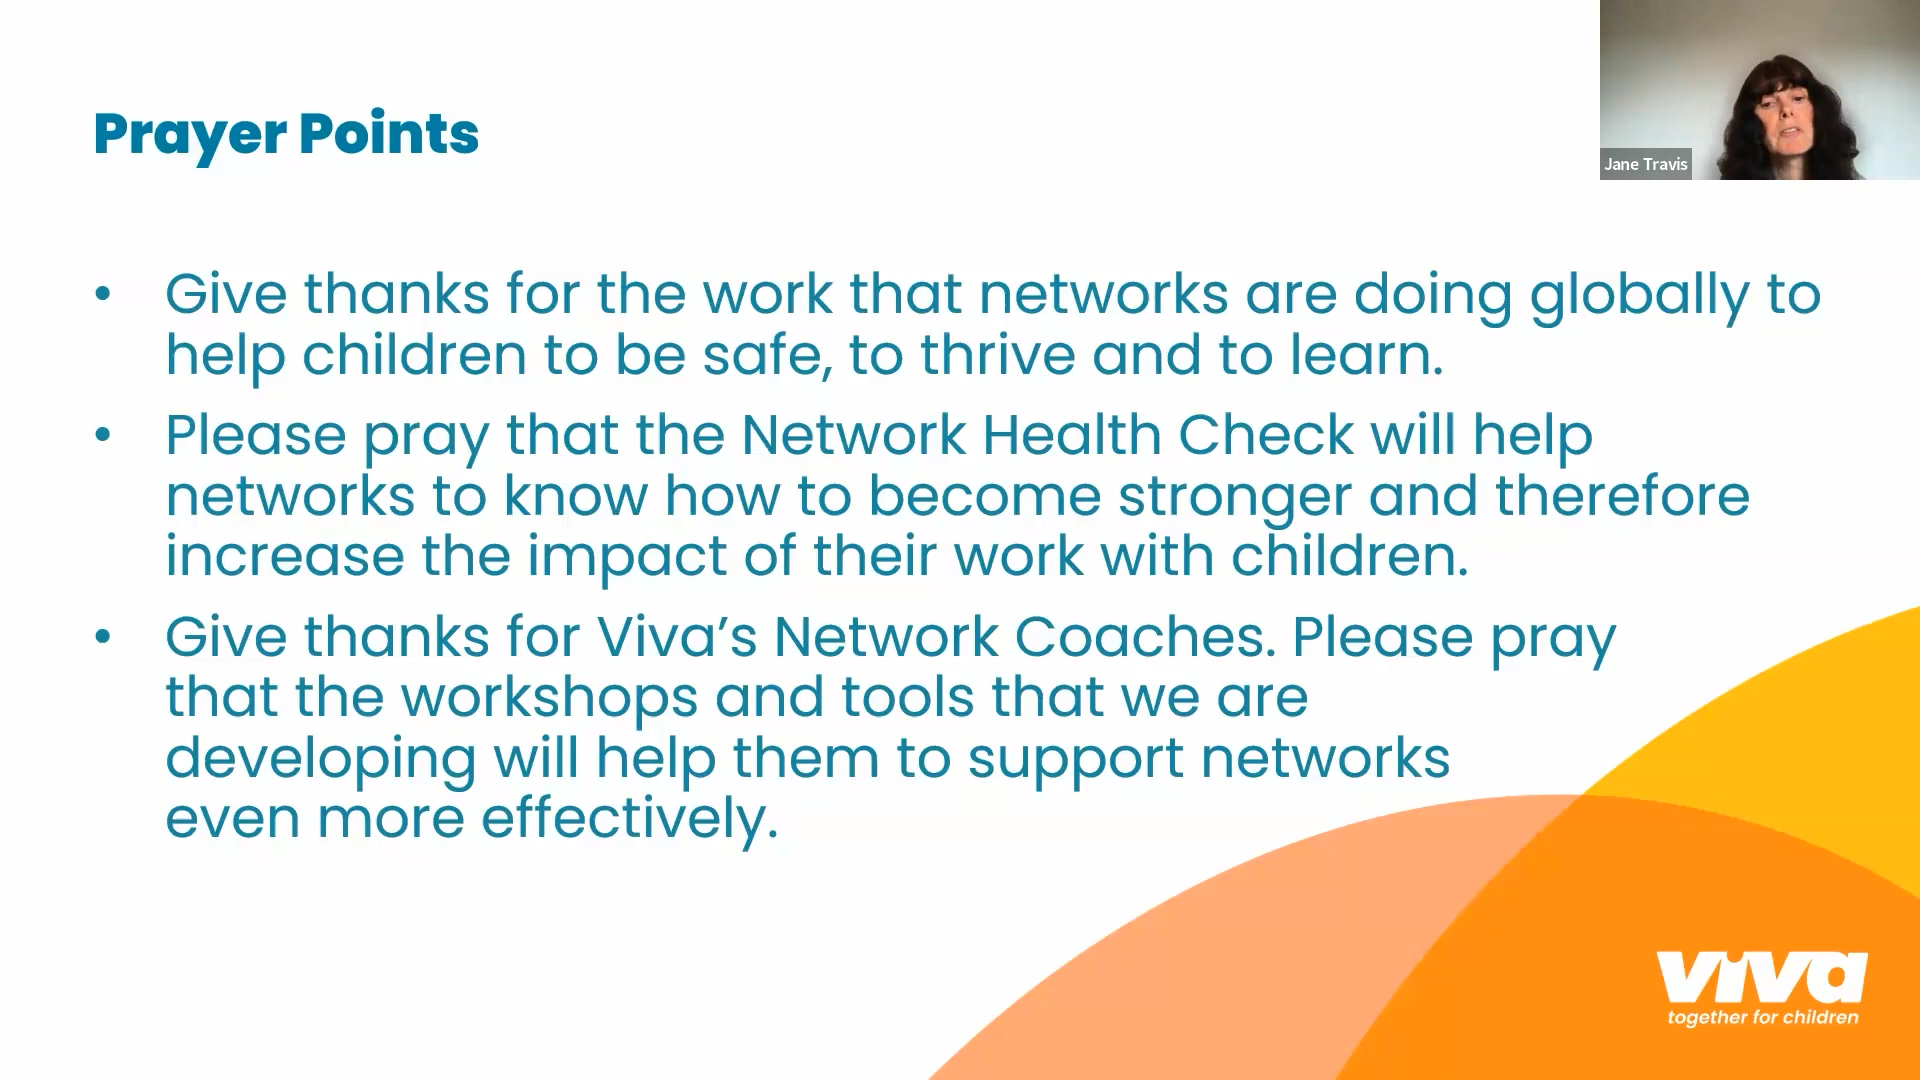 Prayer Points
Jane Travis
• Give thanks for the work that networks are doing globally to
help children to be safe, to thrive and to learn.
• Please pray that the Network Health Check will help
networks to know how to become stronger and therefore
increase the impact of their work with children.
• Give thanks for Viva’s Network Coaches. Please pray
that the workshops and tools that we are
developing will help them to support networks
even more effectively.
viva
together for children